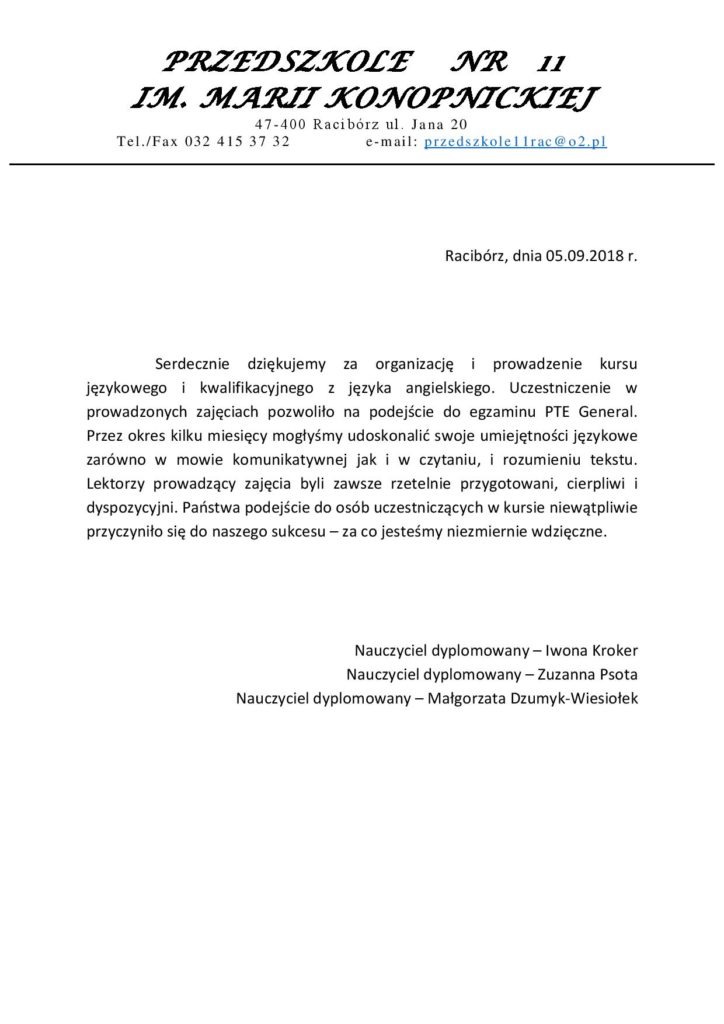 PRZEDSZKOLE NR 11
IM. MARII KONOPNICKIEJ
47-400 Racibórz ul. Jana 20
Tel./Fax 032 415 37 32 e-mail: przedszkole11rac@o2.pl
Racibórz, dnia 05.09.2018 r.
Serdecznie dziękujemy za organizację i prowadzenie kursu
językowego i kwalifikacyjnego z języka angielskiego. Uczestniczenie w
prowadzonych zajęciach pozwoliło na podejście do egzaminu PTE General.
Przez okres kilku miesięcy mogłyśmy udoskonalić swoje umiejętności językowe
zarówno w mowie komunikatywnej jak i w czytaniu, i rozumieniu tekstu.
Lektorzy prowadzący zajęcia byli zawsze rzetelnie przygotowani, cierpliwi i
dyspozycyjni. Państwa podejście do osób uczestniczących w kursie niewątpliwie
przyczyniło się do naszego sukcesu – za co jesteśmy niezmiernie wdzięczne.
Nauczyciel dyplomowany – Iwona Kroker
Nauczyciel dyplomowany – Zuzanna Psota
Nauczyciel dyplomowany – Małgorzata Dzumyk-Wiesiołek